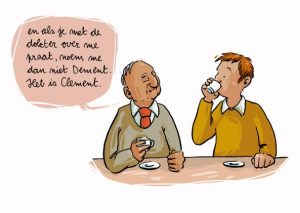 en als je met de
dokter over me
praat, noem me
dan niet Dement.
Het is Clement.